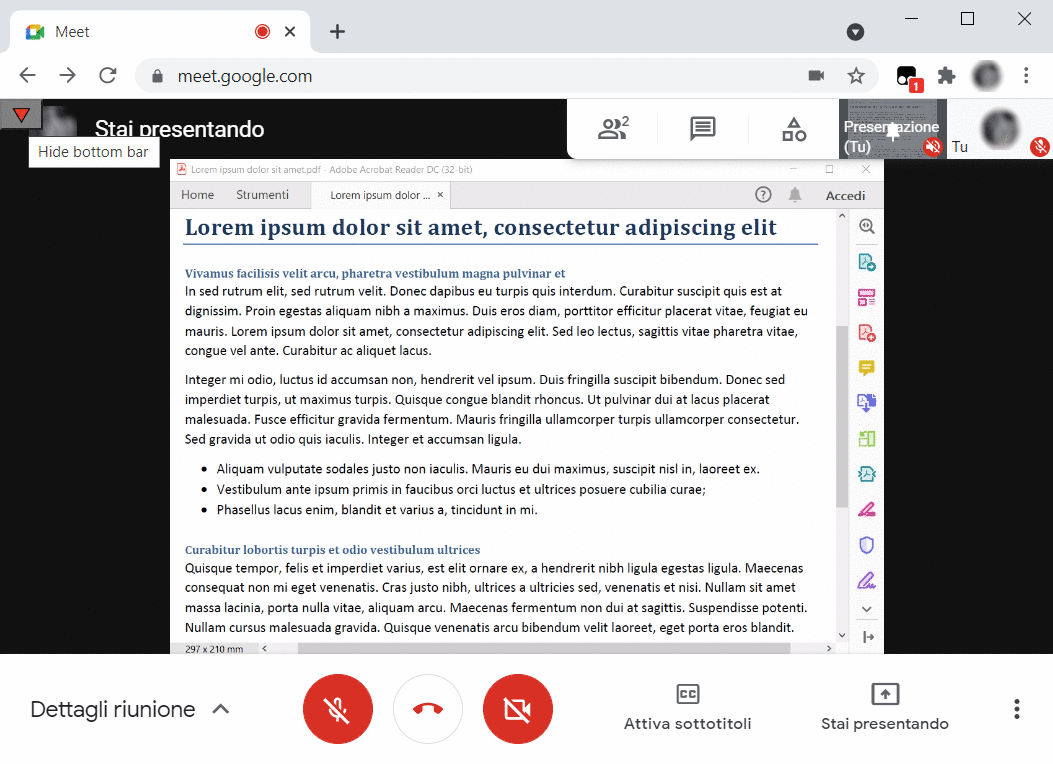 Meet
meet.google.com
1
Stai presentando
Hide bottom bar
2
Presentazione
(Tu)
Tu
Lorem ipsum dolor sit amet.pdf - Adobe Acrobat Reader DC (32-bit)
Home Strumenti Lorem ipsum dolor ... × ? Accedi
Lorem ipsum dolor sit amet, consectetur adipiscing elit
Vivamus facilisis velit arcu, pharetra vestibulum magna pulvinar et
In sed rutrum elit, sed rutrum velit. Donec dapibus eu turpis quis interdum. Curabitur suscipit quis est at
dignissim. Proin egestas aliquam nibh a maximus. Duis eros diam, porttitor efficitur placerat vitae, feugiat eu
mauris. Lorem ipsum dolor sit amet, consectetur adipiscing elit. Sed leo lectus, sagittis vitae pharetra vitae,
congue vel ante. Curabitur ac aliquet lacus.
Integer mi odio, luctus id accumsan non, hendrerit vel ipsum. Duis fringilla suscipit bibendum. Donec sed
imperdiet turpis, ut maximus turpis. Quisque congue blandit rhoncus. Ut pulvinar dui at lacus placerat
malesuada. Fusce efficitur gravida fermentum. Mauris fringilla ullamcorper turpis ullamcorper consectetur.
Sed gravida ut odio quis iaculis. Integer et accumsan ligula.
• Aliquam vulputate sodales justo non iaculis. Mauris eu dui maximus, suscipit nisl in, laoreet ex.
• Vestibulum ante ipsum primis in faucibus orci luctus et ultrices posuere cubilia curae;
• Phasellus lacus enim, blandit et varius a, tincidunt in mi.
Curabitur lobortis turpis et odio vestibulum ultrices
Quisque tempor, felis et imperdiet varius, est elit ornare ex, a hendrerit nibh ligula egestas ligula. Maecenas
consequat non mi eget venenatis. Cras justo nibh, ultrices a ultricies sed, venenatis et nisi. Nullam sit amet
massa lacinia, porta nulla vitae, aliquam arcu. Maecenas fermentum non dui at sagittis. Suspendisse potenti.
Nullam cursus malesuada gravida. Quisque venenatis arcu bibendum velit laoreet, eget porta eros blandit.
297 x 210 mm
Dettagli riunione
CC
Attiva sottotitoli
Stai presentando